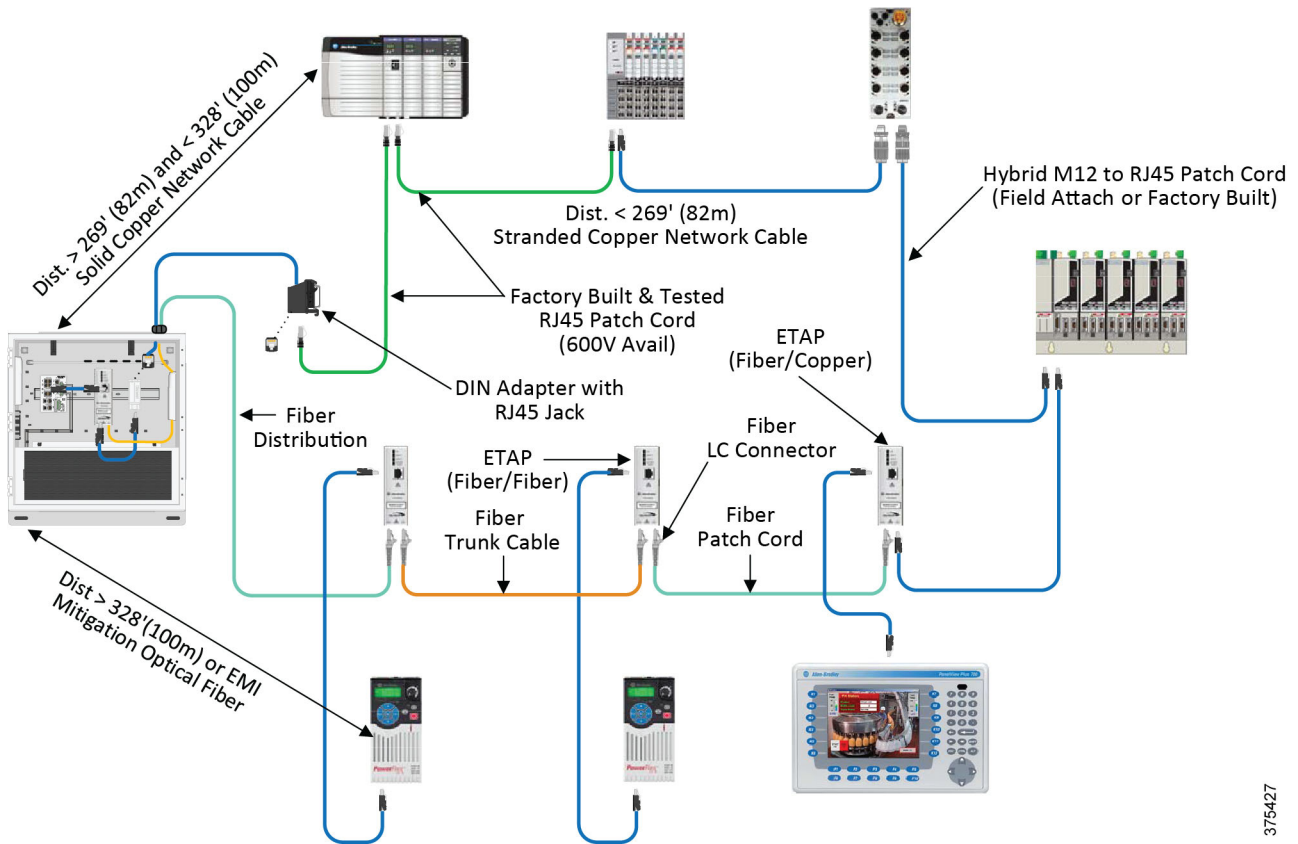 Allen-Bradley
Dist. > 269' (82m) and < 328' (100m)
Solid Copper Network Cable
Hybrid M12 to RJ45 Patch Cord
(Field Attach or Factory Built)
Dist. < 269' (82m)
Stranded Copper Network Cable
Factory Built & Tested
RJ45 Patch Cord
(600V Avail)
ETAP
(Fiber/Copper)
DIN Adapter with
RJ45 Jack
Fiber
Distribution
Fiber
LC Connector
ETAP
(Fiber/Fiber)
Fiber
Trunk Cable
Fiber
Patch Cord
Dist > 328'(100m) or EMI
Mitigation Optical Fiber
PowerFlex
PowerFlex
Allen-Bradley
PanelView Plus 700
375427